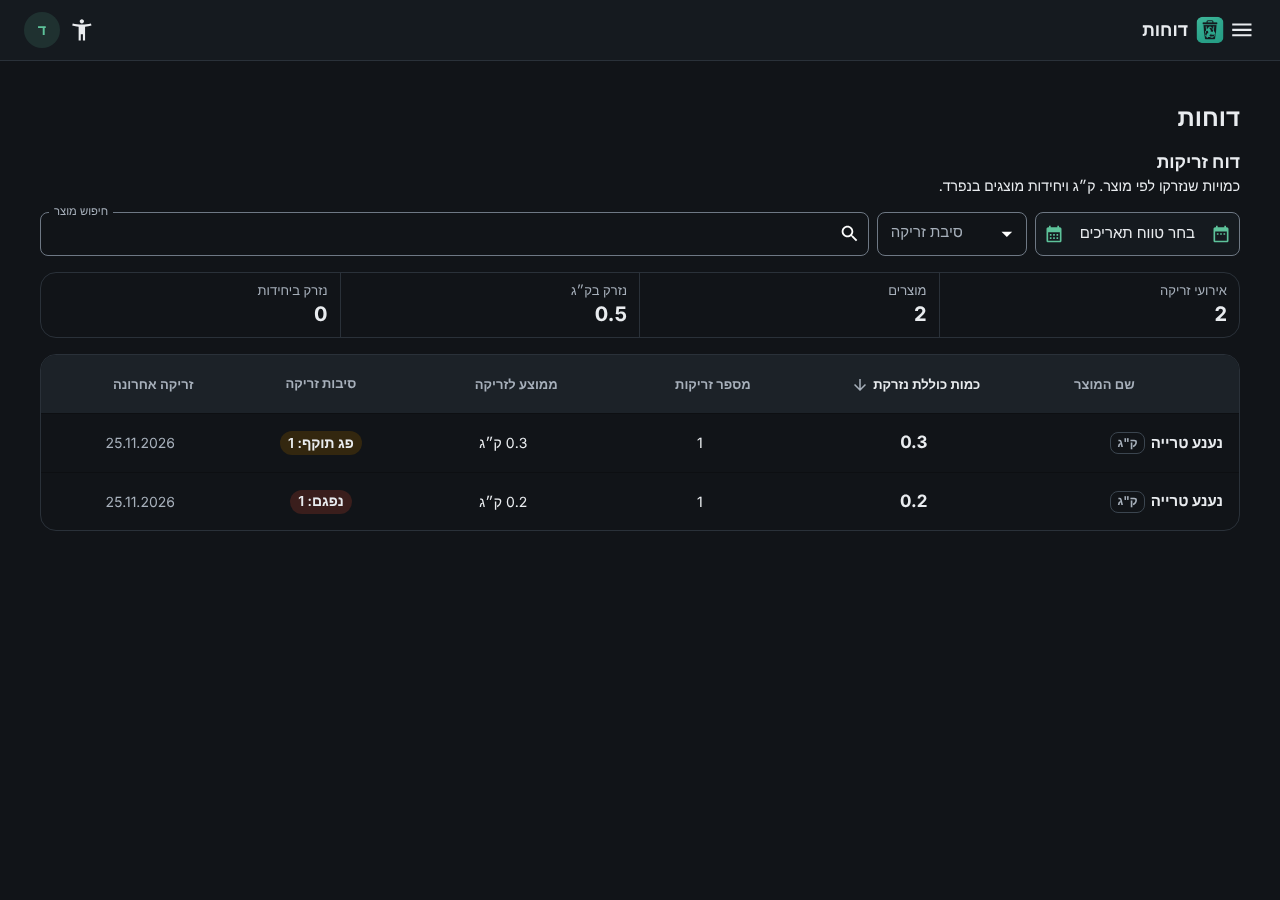 דוחות
ד
דוחות
דוח זריקות
כמויות שנזרקו לפי מוצר. ק״ג ויחידות מוצגים בנפרד.
בחר טווח תאריכים
סיבת זריקה
חיפוש מוצר
אירועי זריקה
2
מוצרים
2
נזרק בק״ג
0.5
נזרק ביחידות
0
שם המוצר כמות כוללת נזרקת מספר זריקות ממוצע לזריקה סיבות זריקה זריקה אחרונה
נענע טרייה ק"ג 0.3 1 0.3 ק״ג פג תוקף: 1 25.11.2026
נענע טרייה ק"ג 0.2 1 0.2 ק״ג נפגם: 1 25.11.2026